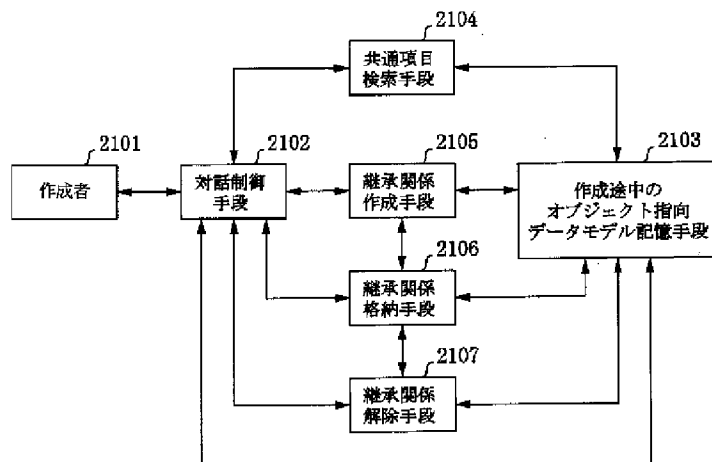 2104
共通項目
検索手段
2101
作成者
2102
対話制御
手段
2105
継承関係
作成手段
2103
作成途中の
オブジェクト指向
データモデル記憶手段
2106
継承関係
格納手段
2107
継承関係
解除手段